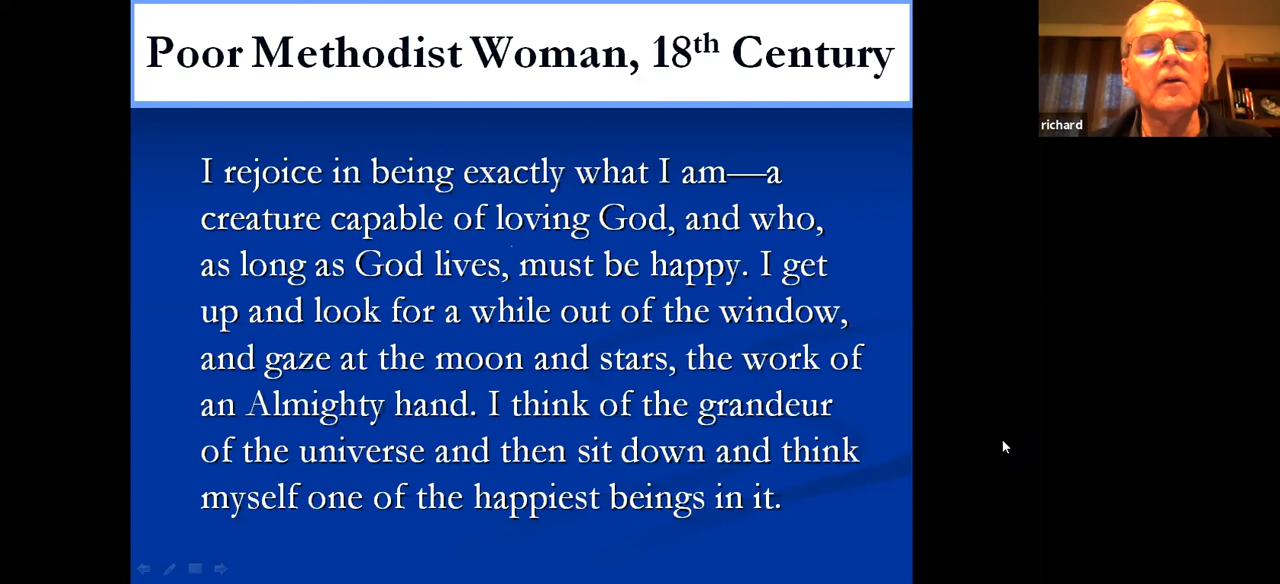 Poor Methodist Woman, 18th Century
richard
I rejoice in being exactly what I am—a
creature capable of loving God, and who,
as long as God lives, must be happy. I get
up and look for a while out of the window,
and gaze at the moon and stars, the work of
an Almighty hand. I think of the grandeur
of the universe and then sit down and think
myself one of the happiest beings in it.